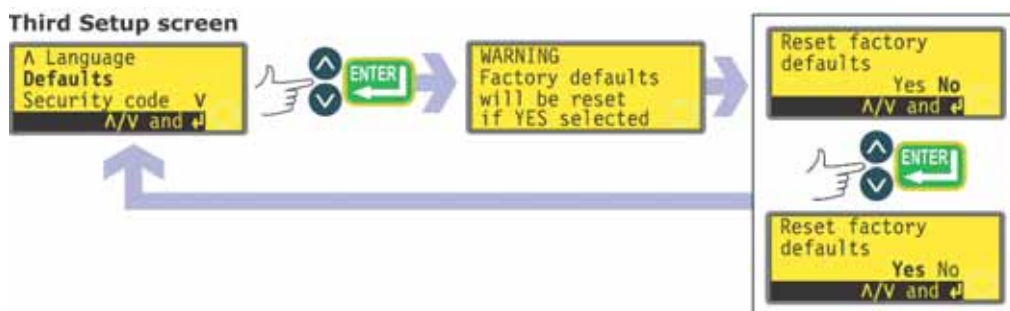 Third Setup screen
Λ Language
Defaults
Security code V
Λ/V and ↵
ENTER
WARNING
Factory defaults
will be reset
if YES selected
Reset factory
defaults
Yes No
Λ/V and ↵
ENTER
Reset factory
defaults
Yes No
Λ/V and ↵